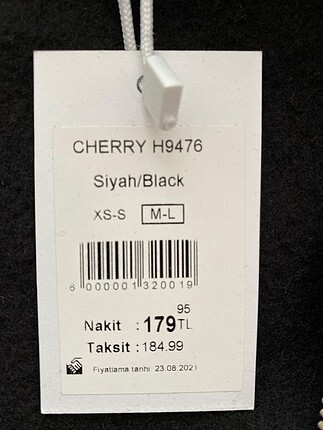 CHERRY H9476
Siyah/Black
XS-S M-L
6 000001 320019
Nakit : 179 95 TL
Taksit : 184.99
Fiyatlama tarihi: 23.08.2021